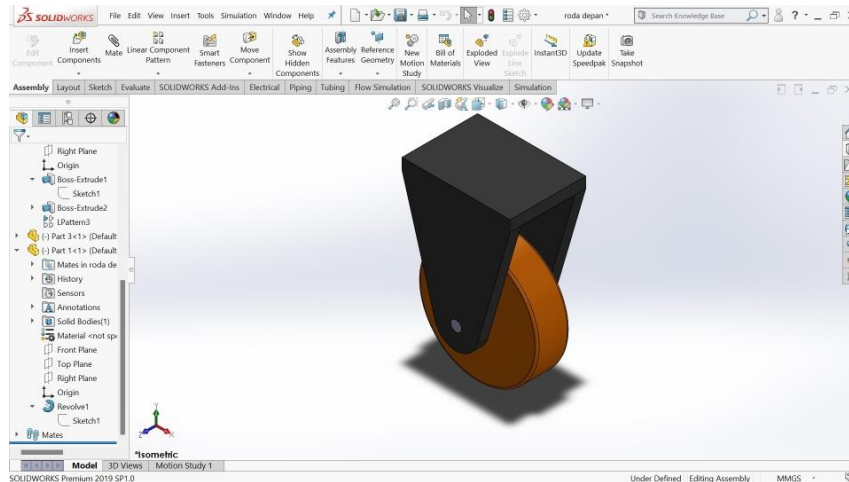 SOLIDWORKS File Edit View Insert Tools Simulation Window Help roda depan * Search Knowledge Base
Edit Component
Insert Components
Mate
Linear Component Pattern
Smart Fasteners
Move Component
Show Hidden Components
Assembly Features
Reference Geometry
New Motion Study
Bill of Materials
Exploded View
Explode Line Sketch
Instant3D
Update Speedpak
Take Snapshot
Assembly Layout Sketch Evaluate SOLIDWORKS Add-Ins Electrical Piping Tubing Flow Simulation SOLIDWORKS Visualize Simulation
Right Plane
Origin
Boss-Extrude1
Sketch1
Boss-Extrude2
LPattern3
(-) Part 3<1> (Default
(-) Part 1<1> (Default
Mates in roda de
History
Sensors
Annotations
Solid Bodies(1)
Material <not sp
Front Plane
Top Plane
Right Plane
Origin
Revolve1
Sketch1
Mates
Y
Z X
*Isometric
Model 3D Views Motion Study 1
SOLIDWORKS Premium 2019 SP1.0 Under Defined Editing Assembly MMGS